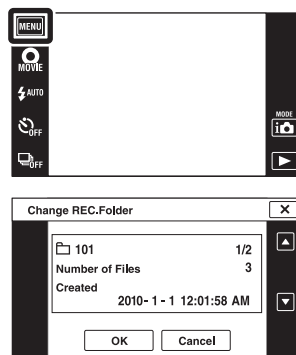 MENU
MOVIE
AUTO
OFF
OFF
MODE
i
Change REC.Folder
101 1/2
Number of Files 3
Created
2010- 1 - 1 12:01:58 AM
OK Cancel